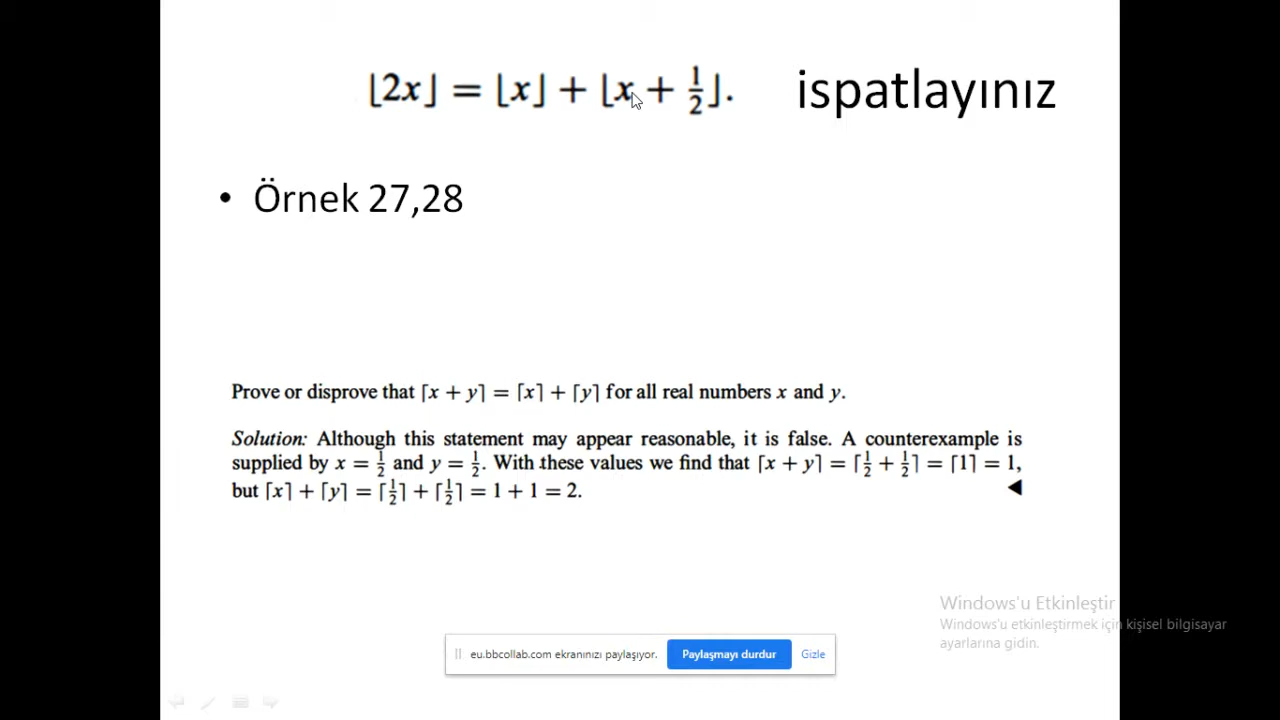 ⌊2x⌋ = ⌊x⌋ + ⌊x + 1/2⌋. ispatlayınız
• Örnek 27,28
Prove or disprove that ⌈x + y⌉ = ⌈x⌉ + ⌈y⌉ for all real numbers x and y.
Solution: Although this statement may appear reasonable, it is false. A counterexample is
supplied by x = 1/2 and y = 1/2. With these values we find that ⌈x + y⌉ = ⌈1/2 + 1/2⌉ = ⌈1⌉ = 1,
but ⌈x⌉ + ⌈y⌉ = ⌈1/2⌉ + ⌈1/2⌉ = 1 + 1 = 2.
Windows'u Etkinleştir
Windows'u etkinleştirmek için kişisel bilgisayar
ayarlarına gidin.
eu.bbcollab.com ekranınızı paylaşıyor. Paylaşmayı durdur Gizle